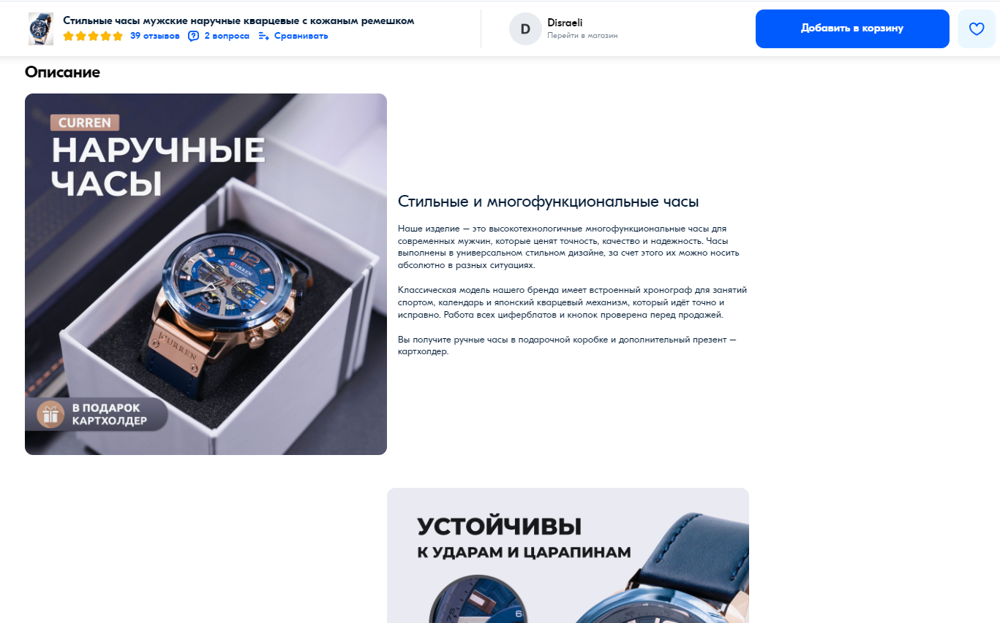 Стильные часы мужские наручные кварцевые с кожаным ремешком
39 отзывов 2 вопроса Сравнивать
D
Disraeli
Перейти в магазин
Добавить в корзину
Описание
CURREN
НАРУЧНЫЕ
ЧАСЫ
CURREN
CURREN
В ПОДАРОК
КАРТХОЛДЕР
Стильные и многофункциональные часы
Наше изделие – это высокотехнологичные многофункциональные часы для
современных мужчин, которые ценят точность, качество и надежность. Часы
выполнены в универсальном стильном дизайне, за счет этого их можно носить
абсолютно в разных ситуациях.
Классическая модель нашего бренда имеет встроенный хронограф для занятий
спортом, календарь и японский кварцевый механизм, который идёт точно и
исправно. Работа всех циферблатов и кнопок проверена перед продажей.
Вы получите ручные часы в подарочной коробке и дополнительный презент –
картхолдер.
УСТОЙЧИВЫ
К УДАРАМ И ЦАРАПИНАМ